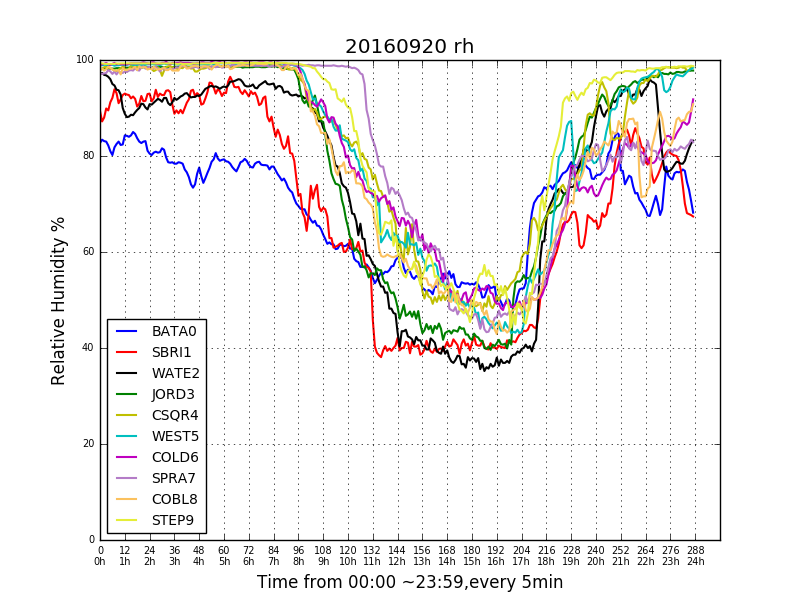 20160920 rh
Relative Humidity %
100
80
60
40
20
0
BATA0
SBRI1
WATE2
JORD3
CSQR4
WEST5
COLD6
SPRA7
COBL8
STEP9
0 12 24 36 48 60 72 84 96 108 120 132 144 156 168 180 192 204 216 228 240 252 264 276 288
0h 1h 2h 3h 4h 5h 6h 7h 8h 9h 10h 11h 12h 13h 14h 15h 16h 17h 18h 19h 20h 21h 22h 23h 24h
Time from 00:00 ~23:59,every 5min